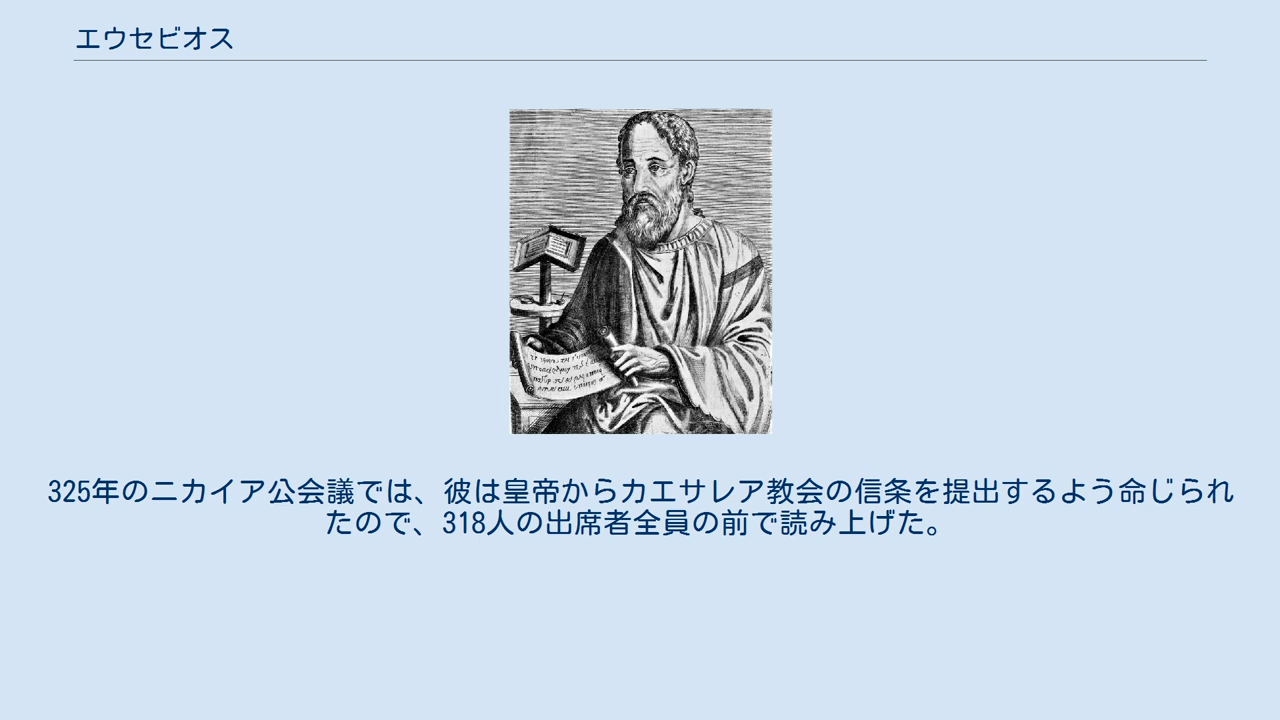 エウセビオス
325年のニカイア公会議では、彼は皇帝からカエサレア教会の信条を提出するよう命じられ
たので、318人の出席者全員の前で読み上げた。